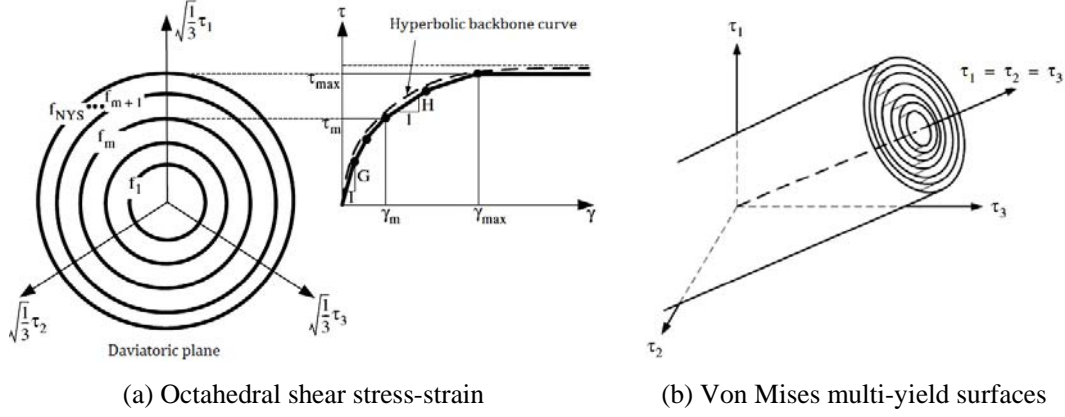 √1/3 τ₁
τ
Hyperbolic backbone curve
τmax
fNYS ••• fm+1
H
1
τm
fm
G
f1
1
γm
γmax
γ
√1/3 τ₂
√1/3 τ₃
Daviatoric plane
(a) Octahedral shear stress-strain
τ₁
τ₁ = τ₂ = τ₃
τ₃
τ₂
(b) Von Mises multi-yield surfaces